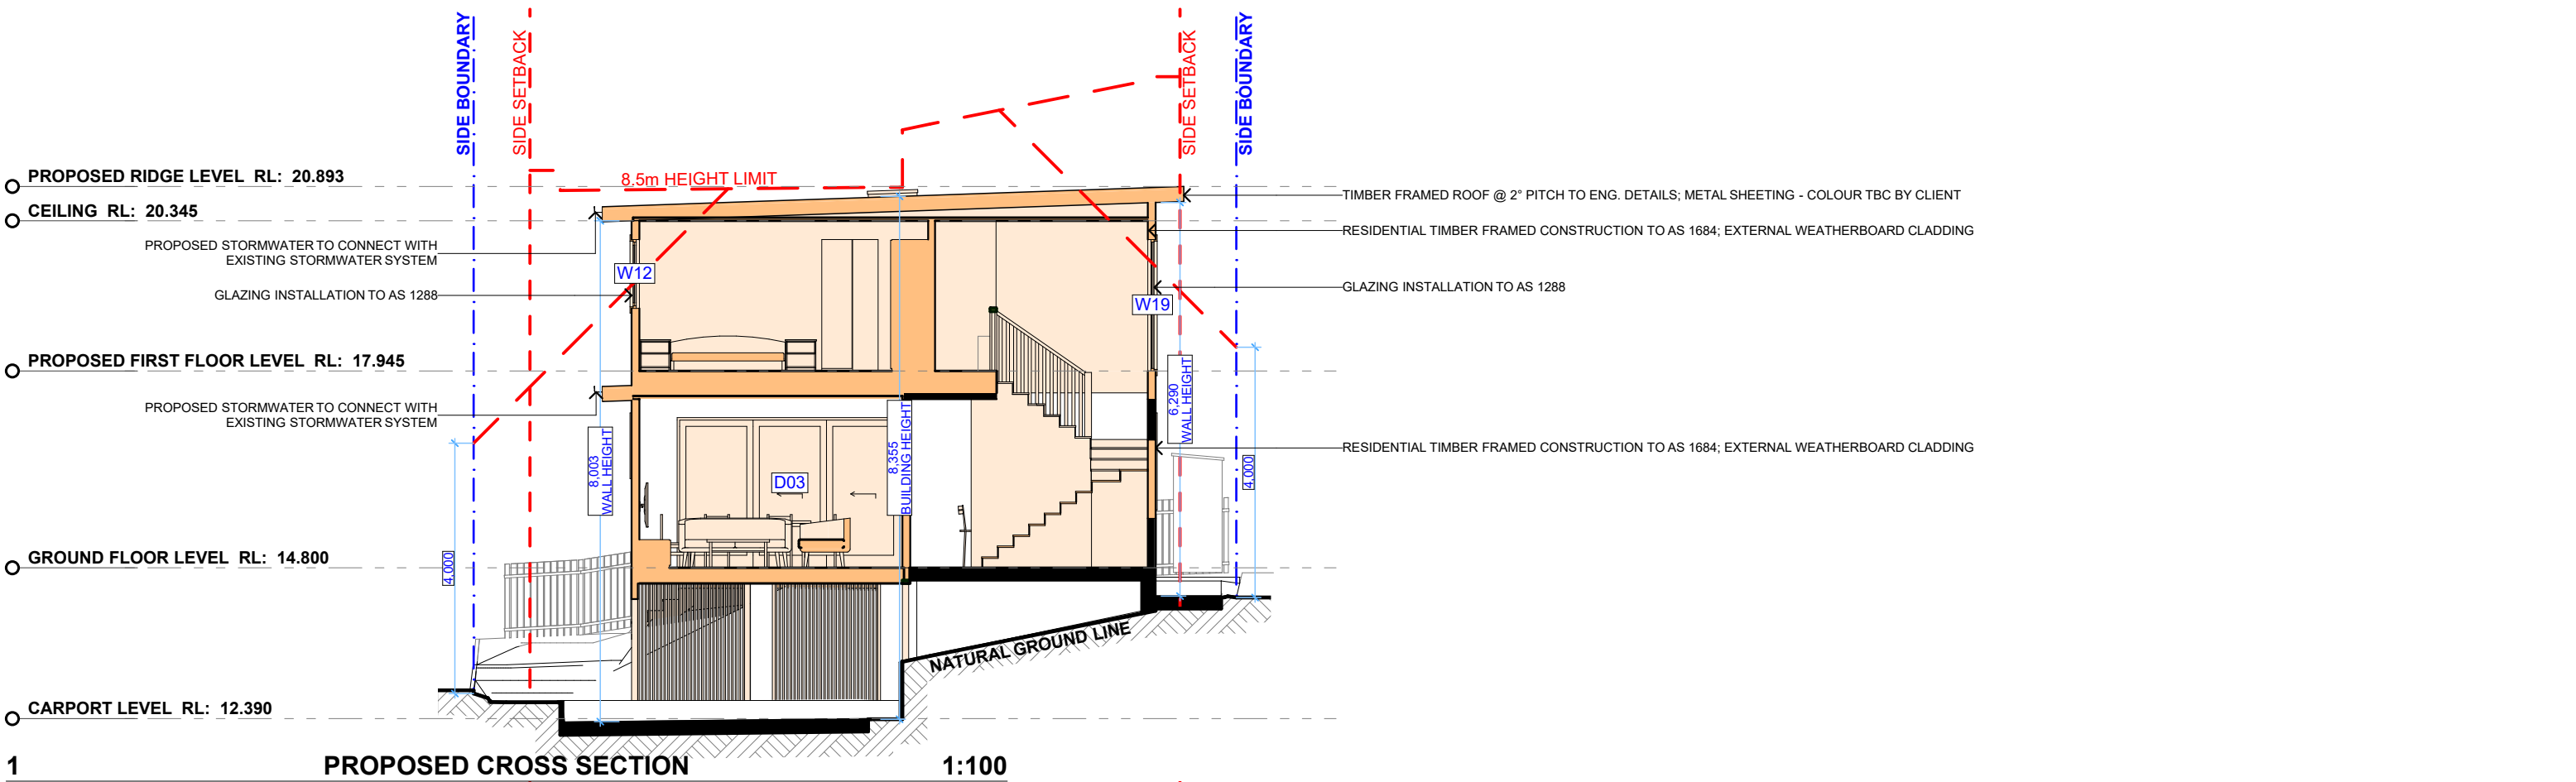 SIDE BOUNDARY
SIDE SETBACK
SIDE SETBACK
SIDE BOUNDARY
8.5m HEIGHT LIMIT
PROPOSED RIDGE LEVEL RL: 20.893
CEILING RL: 20.345
PROPOSED STORMWATER TO CONNECT WITH
EXISTING STORMWATER SYSTEM
GLAZING INSTALLATION TO AS 1288
PROPOSED FIRST FLOOR LEVEL RL: 17.945
PROPOSED STORMWATER TO CONNECT WITH
EXISTING STORMWATER SYSTEM
GROUND FLOOR LEVEL RL: 14.800
CARPORT LEVEL RL: 12.390
TIMBER FRAMED ROOF @ 2° PITCH TO ENG. DETAILS; METAL SHEETING - COLOUR TBC BY CLIENT
RESIDENTIAL TIMBER FRAMED CONSTRUCTION TO AS 1684; EXTERNAL WEATHERBOARD CLADDING
GLAZING INSTALLATION TO AS 1288
RESIDENTIAL TIMBER FRAMED CONSTRUCTION TO AS 1684; EXTERNAL WEATHERBOARD CLADDING
W12
W19
D03
4,000
8,003
WALL HEIGHT
8,355
BUILDING HEIGHT
6,290
WALL HEIGHT
4,000
NATURAL GROUND LINE
1 PROPOSED CROSS SECTION 1:100